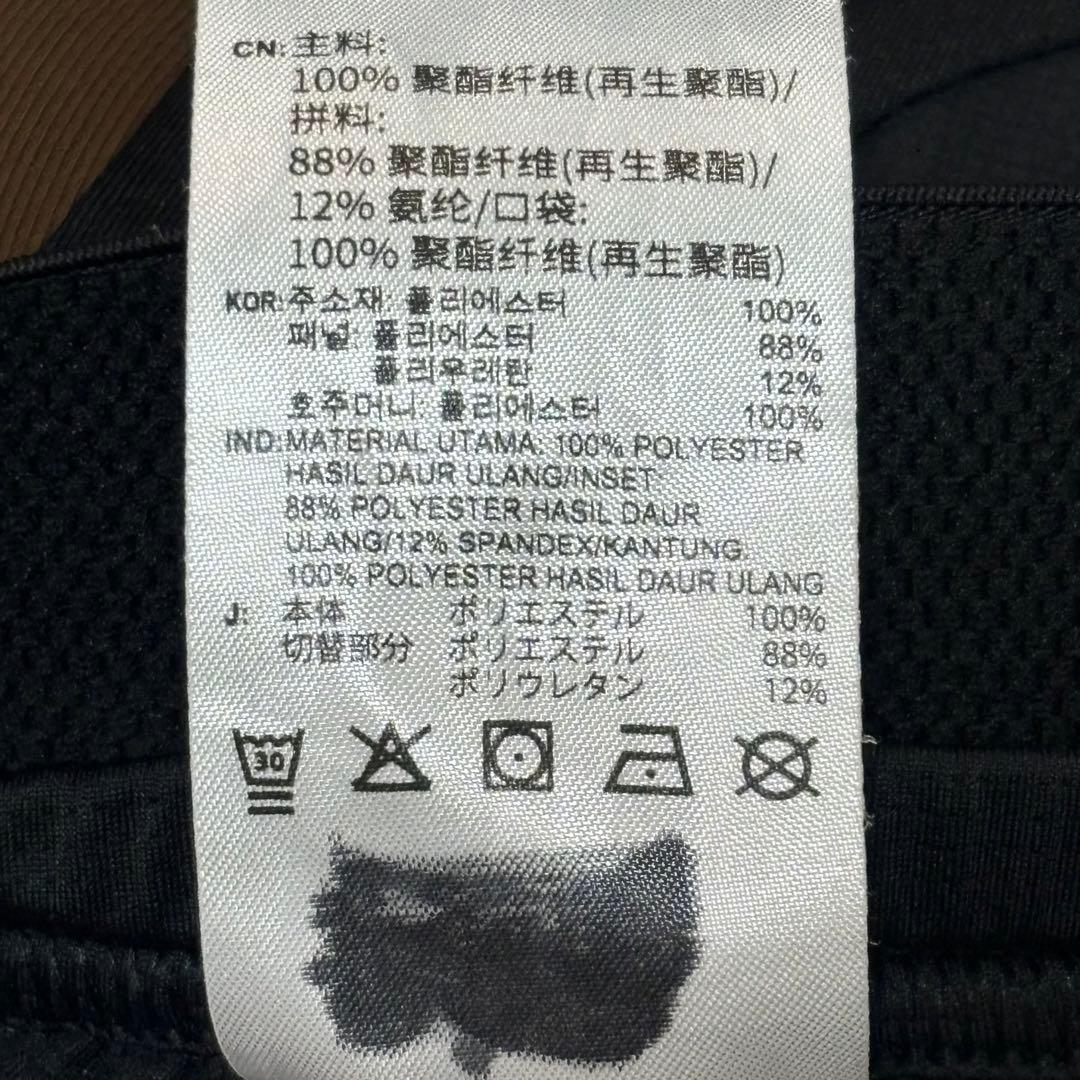 CN: 主料:
100% 聚酯纤维(再生聚酯)/
拼料:
88% 聚酯纤维(再生聚酯)/
12% 氨纶/口袋:
100% 聚酯纤维(再生聚酯)
KOR: 주소재: 폴리에스터 100%
패널: 폴리에스터 88%
폴리우레탄 12%
호주머니: 폴리에스터 100%
IND: MATERIAL UTAMA: 100% POLYESTER
HASIL DAUR ULANG/INSET:
88% POLYESTER HASIL DAUR
ULANG/12% SPANDEX/KANTUNG:
100% POLYESTER HASIL DAUR ULANG
J: 本体 ポリエステル 100%
切替部分 ポリエステル 88%
ポリウレタン 12%
30